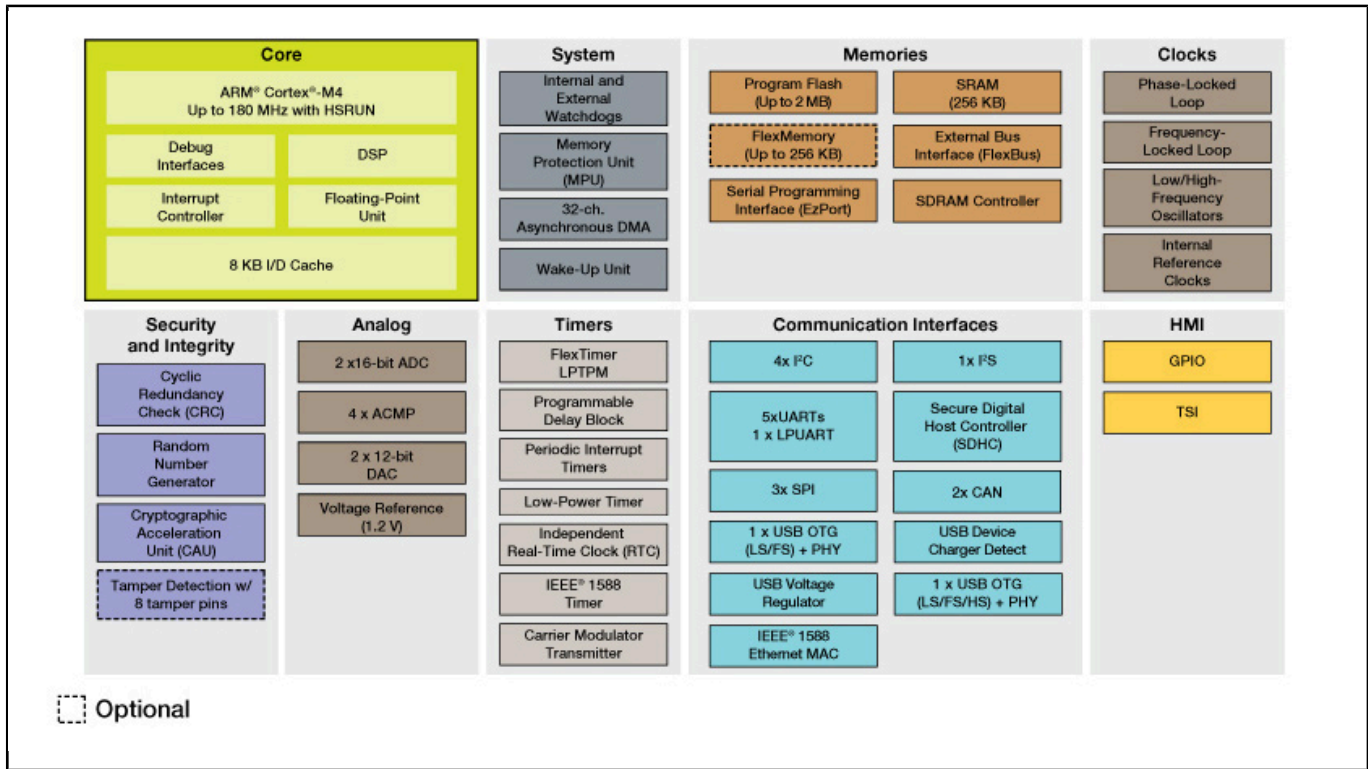 Core
ARM® Cortex®-M4
Up to 180 MHz with HSRUN
Debug
Interfaces
DSP
Interrupt
Controller
Floating-Point
Unit
8 KB I/D Cache
System
Internal and
External
Watchdogs
Memory
Protection Unit
(MPU)
32-ch.
Asynchronous DMA
Wake-Up Unit
Memories
Program Flash
(Up to 2 MB)
SRAM
(256 KB)
FlexMemory
(Up to 256 KB)
External Bus
Interface (FlexBus)
Serial Programming
Interface (EzPort)
SDRAM Controller
Clocks
Phase-Locked
Loop
Frequency-
Locked Loop
Low/High-
Frequency
Oscillators
Internal
Reference
Clocks
Security
and Integrity
Cyclic
Redundancy
Check (CRC)
Random
Number
Generator
Cryptographic
Acceleration
Unit (CAU)
Tamper Detection w/
8 tamper pins
Analog
2 x16-bit ADC
4 x ACMP
2 x 12-bit
DAC
Voltage Reference
(1.2 V)
Timers
FlexTimer
LPTPM
Programmable
Delay Block
Periodic Interrupt
Timers
Low-Power Timer
Independent
Real-Time Clock (RTC)
IEEE® 1588
Timer
Carrier Modulator
Transmitter
Communication Interfaces
4x I²C
1x I²S
5xUARTs
1 x LPUART
Secure Digital
Host Controller
(SDHC)
3x SPI
2x CAN
1 x USB OTG
(LS/FS) + PHY
USB Device
Charger Detect
USB Voltage
Regulator
1 x USB OTG
(LS/FS/HS) + PHY
IEEE® 1588
Ethernet MAC
HMI
GPIO
TSI
Optional